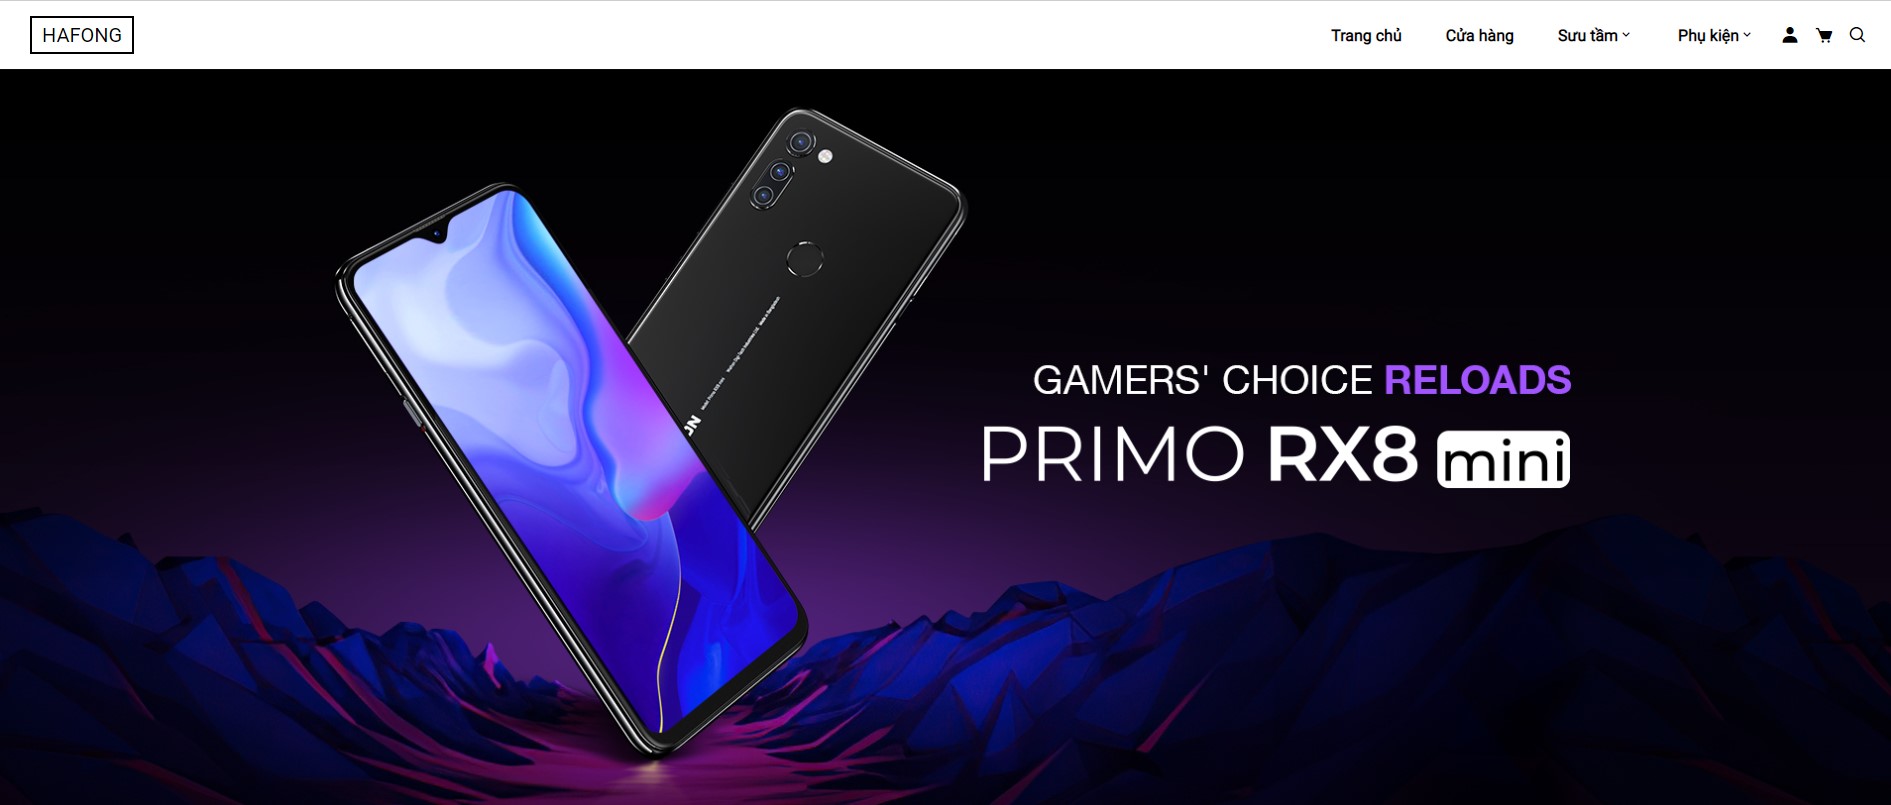 HAFONG
Trang chủ
Cửa hàng
Sưu tầm
Phụ kiện
GAMERS' CHOICE RELOADS
PRIMO RX8 mini